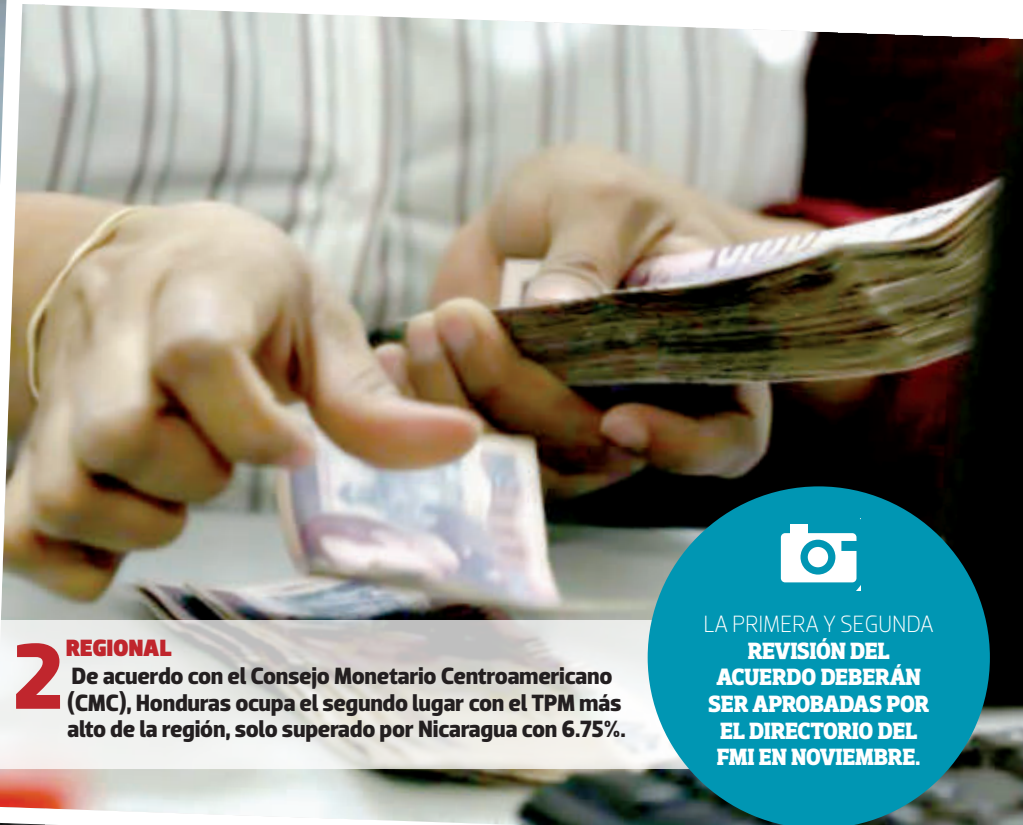 2
REGIONAL
De acuerdo con el Consejo Monetario Centroamericano
(CMC), Honduras ocupa el segundo lugar con el TPM más
alto de la región, solo superado por Nicaragua con 6.75%.
LA PRIMERA Y SEGUNDA
REVISIÓN DEL
ACUERDO DEBERÁN
SER APROBADAS POR
EL DIRECTORIO DEL
FMI EN NOVIEMBRE.